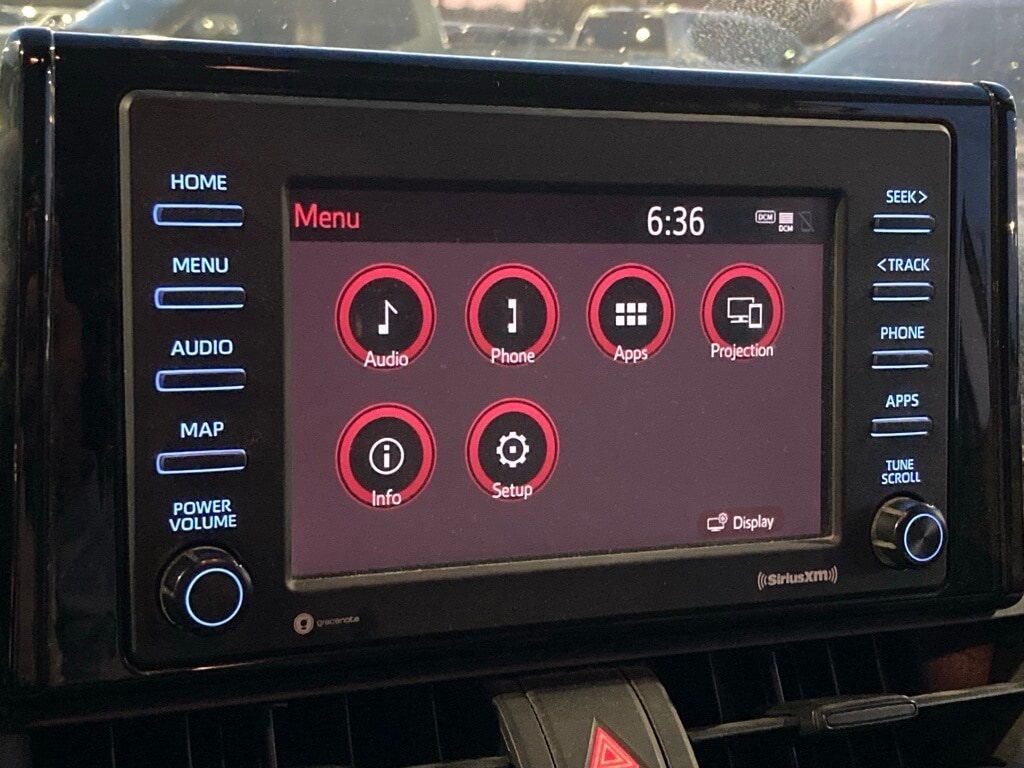 HOME
MENU
AUDIO
MAP
POWER
VOLUME
Menu
6:36
DCM
DCM
Audio
Phone
Apps
Projection
Info
Setup
Display
SEEK>
<TRACK
PHONE
APPS
TUNE
SCROLL
gracenote
SiriusXM